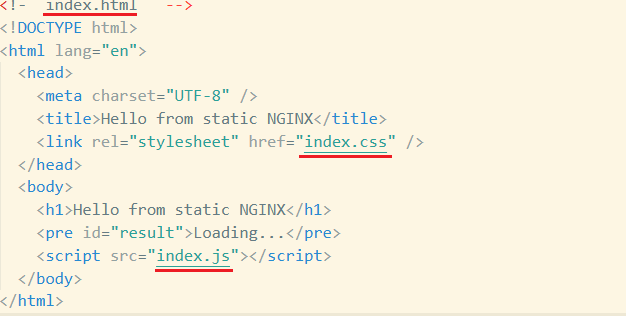 <!-  index.html   -->
<!DOCTYPE html>
<html lang="en">
  <head>
    <meta charset="UTF-8" />
    <title>Hello from static NGINX</title>
    <link rel="stylesheet" href="index.css" />
  </head>
  <body>
    <h1>Hello from static NGINX</h1>
    <pre id="result">Loading...</pre>
    <script src="index.js"></script>
  </body>
</html>